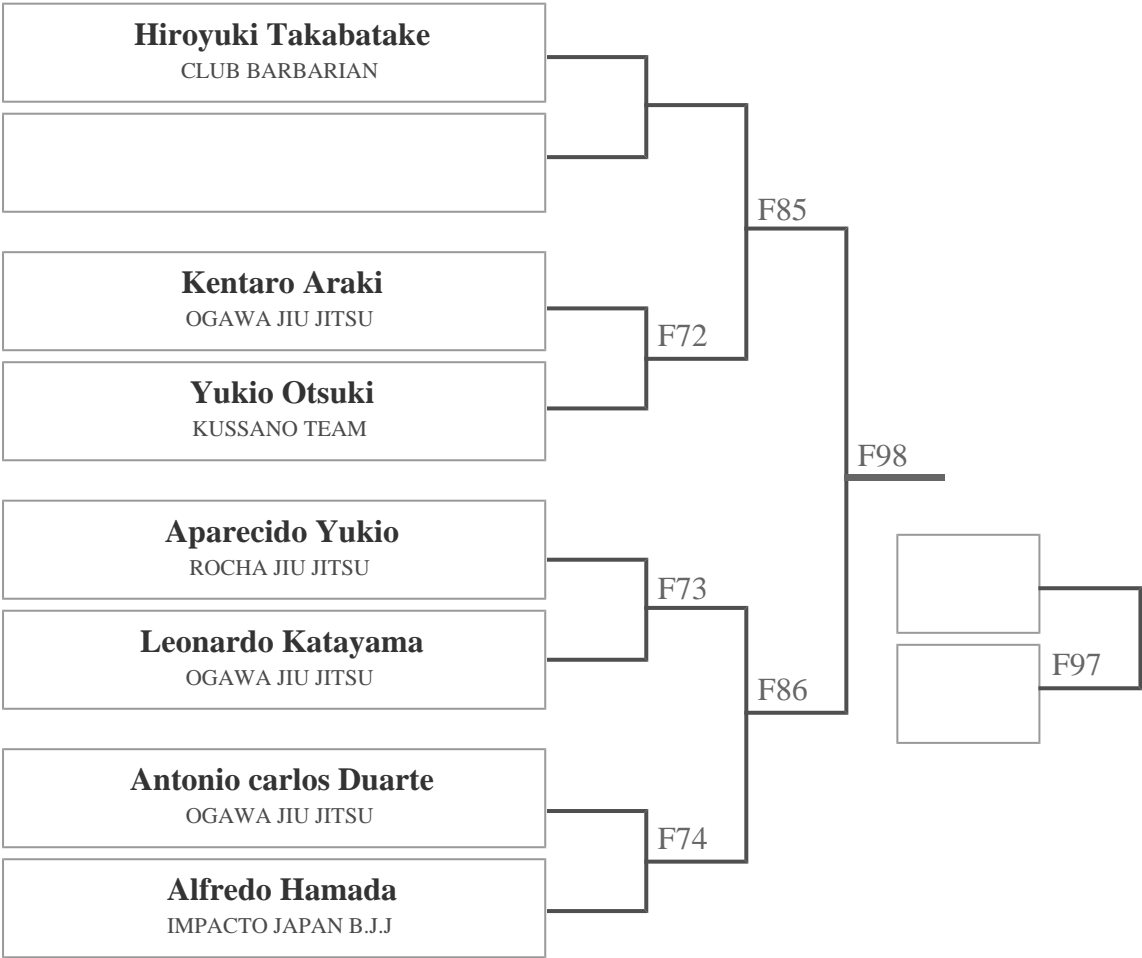 Hiroyuki Takabatake
CLUB BARBARIAN
F85
Kentaro Araki
OGAWA JIU JITSU
F72
Yukio Otsuki
KUSSANO TEAM
F98
Aparecido Yukio
ROCHA JIU JITSU
F73
Leonardo Katayama
OGAWA JIU JITSU
F97
F86
Antonio carlos Duarte
OGAWA JIU JITSU
F74
Alfredo Hamada
IMPACTO JAPAN B.J.J